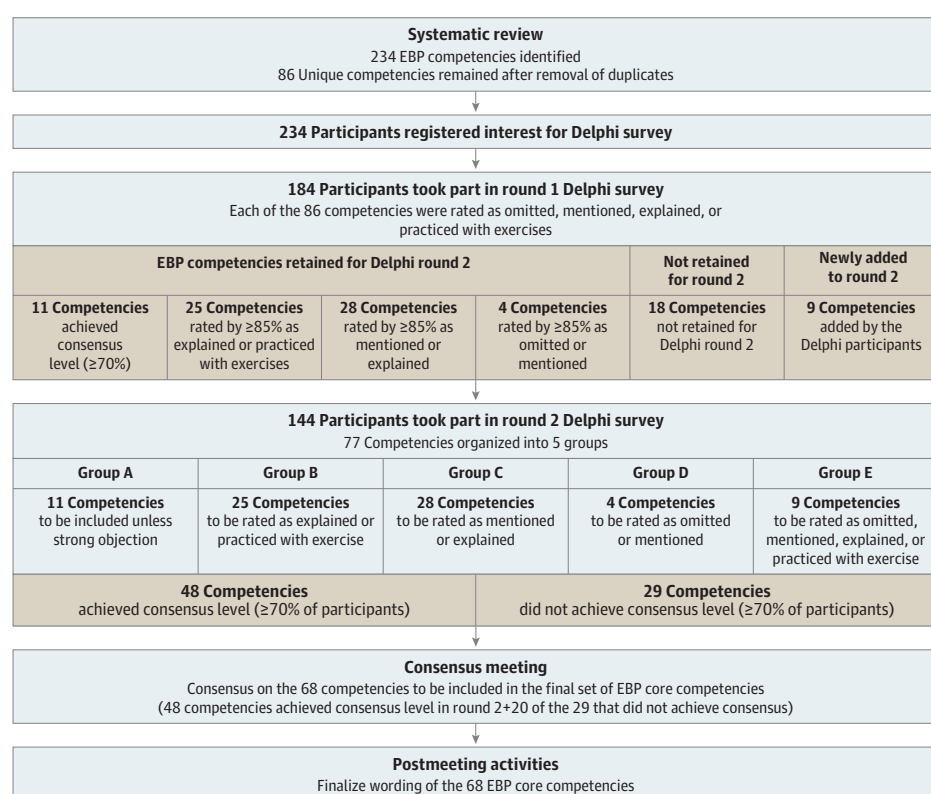 Systematic review
234 EBP competencies identified
86 Unique competencies remained after removal of duplicates
234 Participants registered interest for Delphi survey
184 Participants took part in round 1 Delphi survey
Each of the 86 competencies were rated as omitted, mentioned, explained, or
practiced with exercises
EBP competencies retained for Delphi round 2
Not retained
for round 2
Newly added
to round 2
11 Competencies
achieved
consensus
level (≥70%)
25 Competencies
rated by ≥85% as
explained or practiced
with exercises
28 Competencies
rated by ≥85% as
mentioned or
explained
4 Competencies
rated by ≥85% as
omitted or
mentioned
18 Competencies
not retained for
Delphi round 2
9 Competencies
added by the
Delphi participants
144 Participants took part in round 2 Delphi survey
77 Competencies organized into 5 groups
Group A
Group B
Group C
Group D
Group E
11 Competencies
to be included unless
strong objection
25 Competencies
to be rated as explained or
practiced with exercise
28 Competencies
to be rated as mentioned
or explained
4 Competencies
to be rated as omitted
or mentioned
9 Competencies
to be rated as omitted,
mentioned, explained, or
practiced with exercise
48 Competencies
achieved consensus level (≥70% of participants)
29 Competencies
did not achieve consensus level (≥70% of participants)
Consensus meeting
Consensus on the 68 competencies to be included in the final set of EBP core competencies
(48 competencies achieved consensus level in round 2+20 of the 29 that did not achieve consensus)
Postmeeting activities
Finalize wording of the 68 EBP core competencies